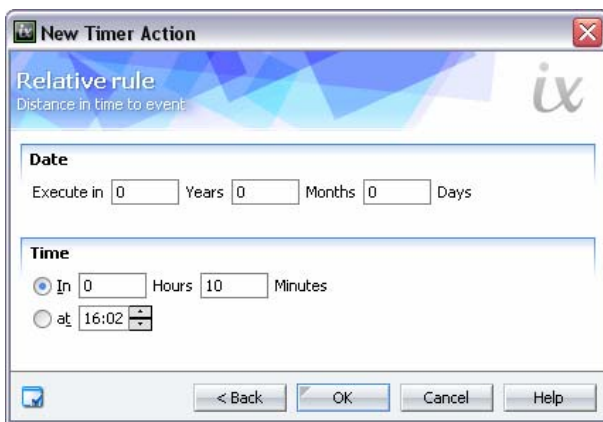 ix New Timer Action
Relative rule
Distance in time to event
ix
Date
Execute in 0 Years 0 Months 0 Days
Time
In 0 Hours 10 Minutes
at 16:02
< Back OK Cancel Help